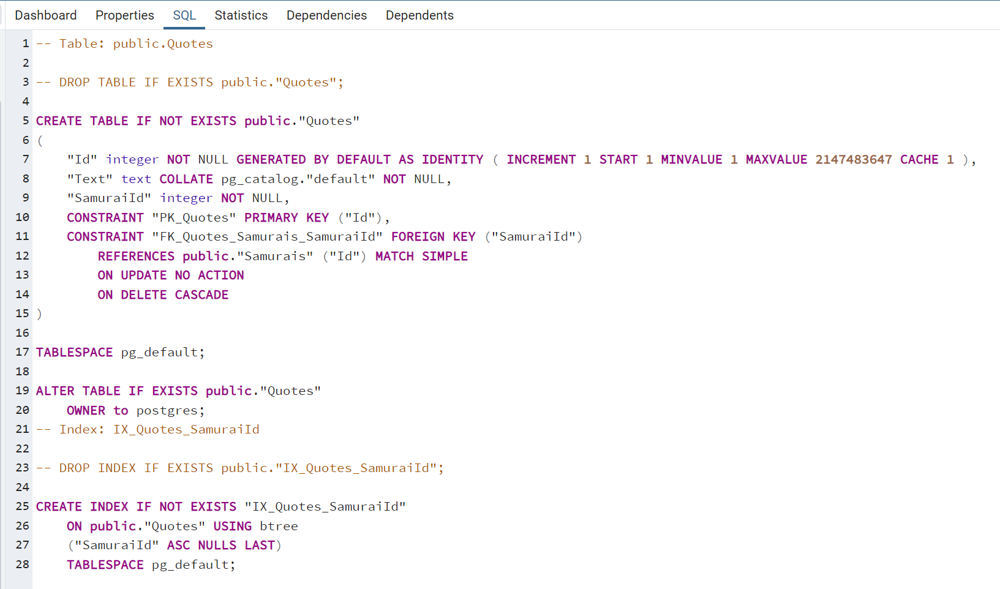 Dashboard Properties SQL Statistics Dependencies Dependents
1 -- Table: public.Quotes
2
3 -- DROP TABLE IF EXISTS public."Quotes";
4
5 CREATE TABLE IF NOT EXISTS public."Quotes"
6 (
7     "Id" integer NOT NULL GENERATED BY DEFAULT AS IDENTITY ( INCREMENT 1 START 1 MINVALUE 1 MAXVALUE 2147483647 CACHE 1 ),
8     "Text" text COLLATE pg_catalog."default" NOT NULL,
9     "SamuraiId" integer NOT NULL,
10     CONSTRAINT "PK_Quotes" PRIMARY KEY ("Id"),
11     CONSTRAINT "FK_Quotes_Samurais_SamuraiId" FOREIGN KEY ("SamuraiId")
12         REFERENCES public."Samurais" ("Id") MATCH SIMPLE
13         ON UPDATE NO ACTION
14         ON DELETE CASCADE
15 )
16
17 TABLESPACE pg_default;
18
19 ALTER TABLE IF EXISTS public."Quotes"
20     OWNER to postgres;
21 -- Index: IX_Quotes_SamuraiId
22
23 -- DROP INDEX IF EXISTS public."IX_Quotes_SamuraiId";
24
25 CREATE INDEX IF NOT EXISTS "IX_Quotes_SamuraiId"
26     ON public."Quotes" USING btree
27     ("SamuraiId" ASC NULLS LAST)
28     TABLESPACE pg_default;